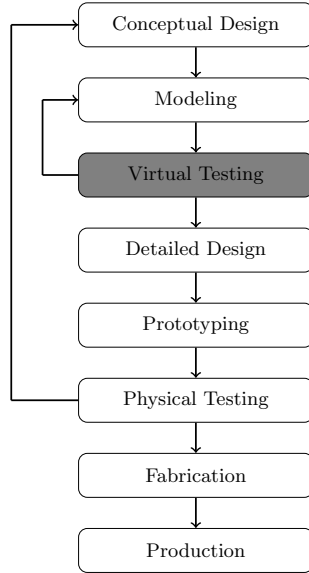 Conceptual Design
Modeling
Virtual Testing
Detailed Design
Prototyping
Physical Testing
Fabrication
Production